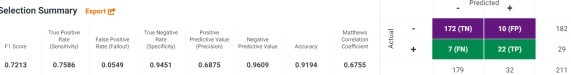 Selection Summary Export
Predicted
- +
F1 Score
True Positive Rate (Sensitivity)
False Positive Rate (Fallout)
True Negative Rate (Specificity)
Positive Predictive Value (Precision)
Negative Predictive Value
Accuracy
Matthews Correlation Coefficient
0.7213 0.7586 0.0549 0.9451 0.6875 0.9609 0.9194 0.6755
Actual
- 172 (TN) 10 (FP) 182
+ 7 (FN) 22 (TP) 29
179 32 211